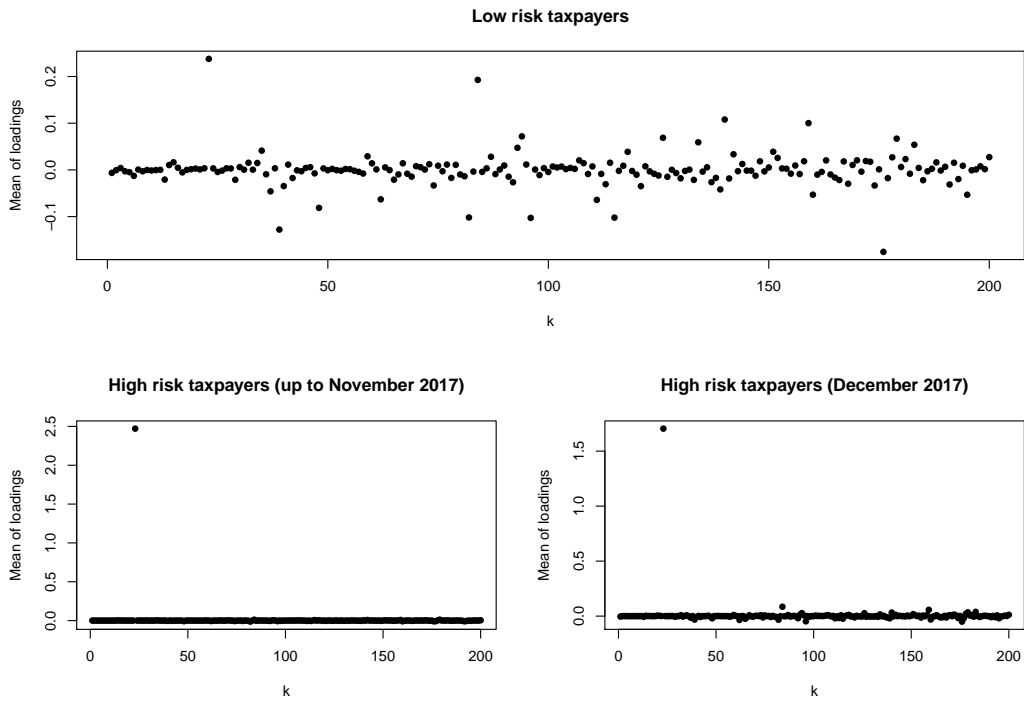 Low risk taxpayers
Mean of loadings
0.2
0.1
0.0
−0.1
0 50 100 150 200
k
High risk taxpayers (up to November 2017)
Mean of loadings
2.5
2.0
1.5
1.0
0.5
0.0
0 50 100 150 200
k
High risk taxpayers (December 2017)
Mean of loadings
1.5
1.0
0.5
0.0
0 50 100 150 200
k